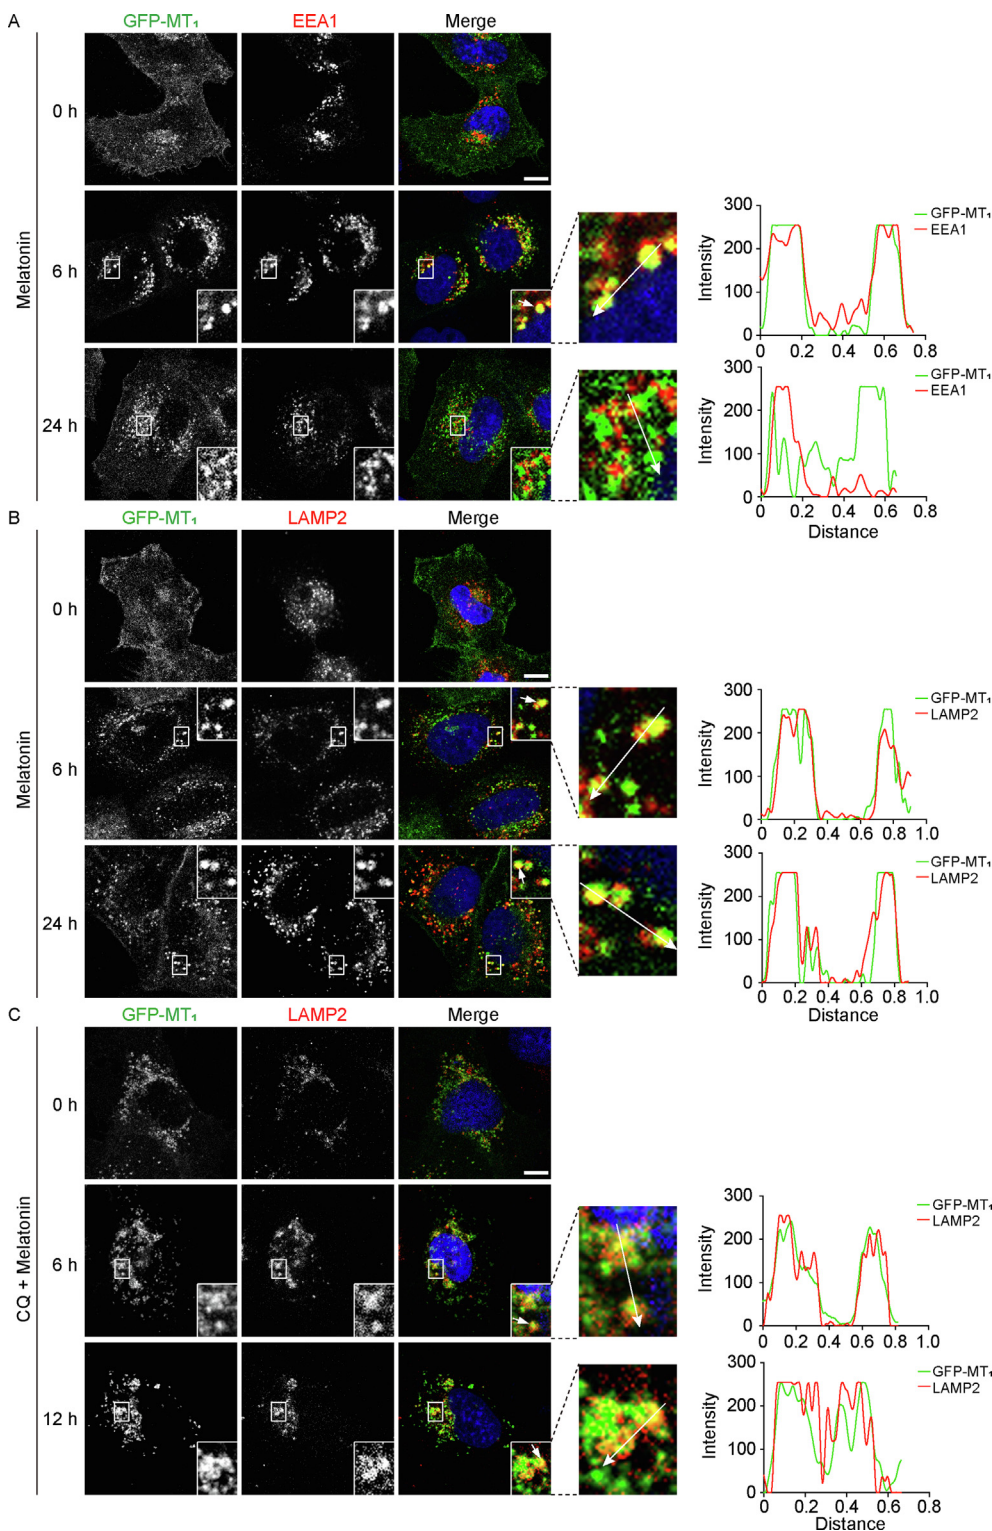 A
GFP-MT₁ EEA1 Merge
Melatonin
0 h
6 h
24 h
Intensity
300
200
100
0
0 0.2 0.4 0.6 0.8
GFP-MT₁
EEA1
Intensity
300
200
100
0
0 0.2 0.4 0.6 0.8
Distance
GFP-MT₁
EEA1
B
GFP-MT₁ LAMP2 Merge
Melatonin
0 h
6 h
24 h
Intensity
300
200
100
0
0 0.2 0.4 0.6 0.8 1.0
GFP-MT₁
LAMP2
Intensity
300
200
100
0
0 0.2 0.4 0.6 0.8 1.0
Distance
GFP-MT₁
LAMP2
C
GFP-MT₁ LAMP2 Merge
CQ + Melatonin
0 h
6 h
12 h
Intensity
300
200
100
0
0 0.2 0.4 0.6 0.8 1.0
GFP-MT₁
LAMP2
Intensity
300
200
100
0
0 0.2 0.4 0.6 0.8
Distance
GFP-MT₁
LAMP2